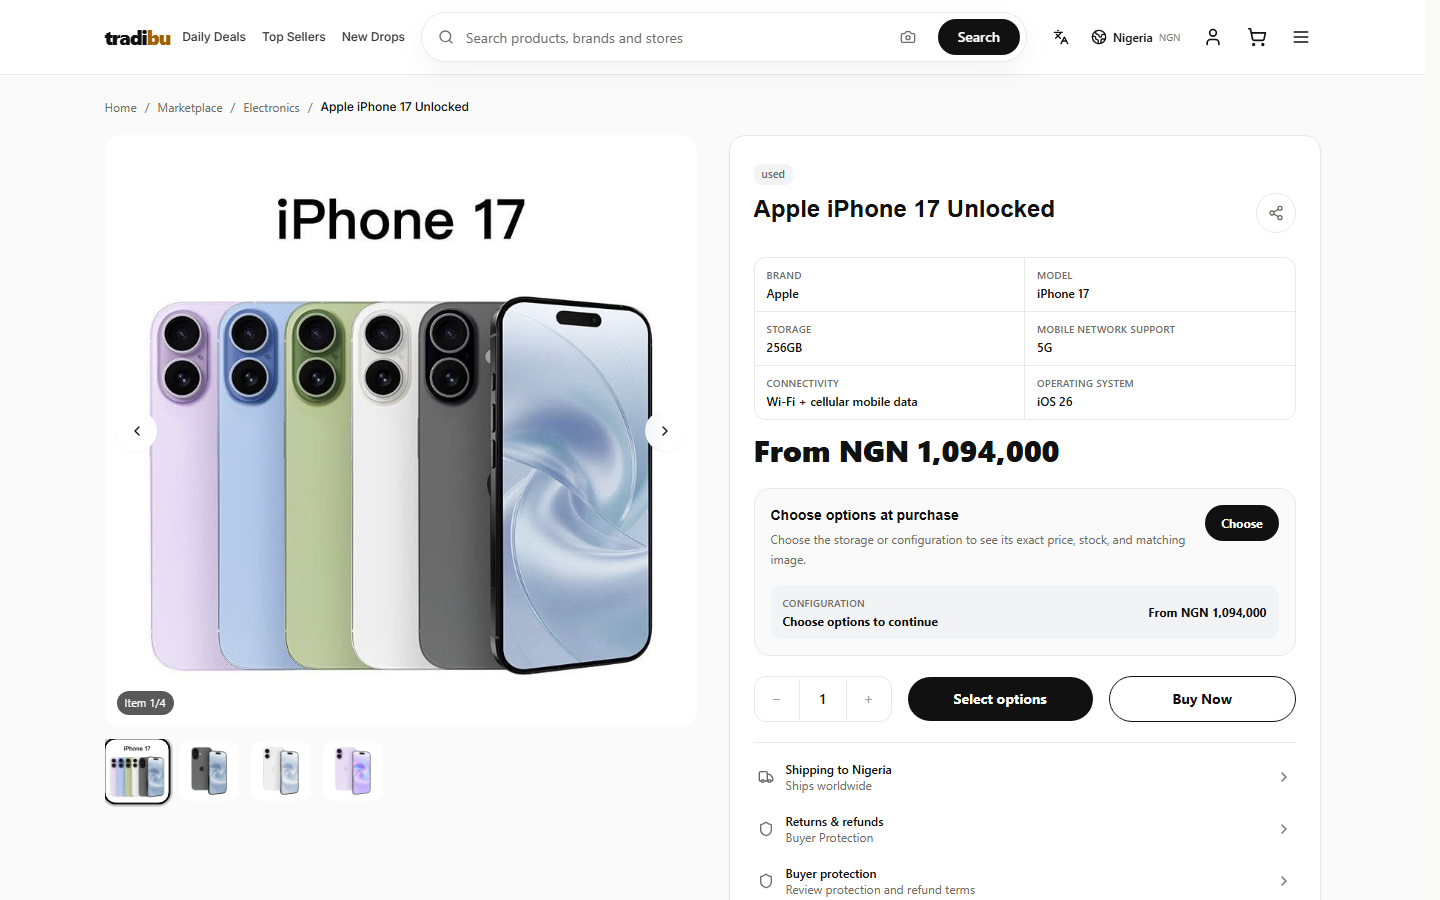 tradibu
Daily Deals
Top Sellers
New Drops
Search products, brands and stores
Search
Nigeria NGN
Home / Marketplace / Electronics / Apple iPhone 17 Unlocked
iPhone 17
Item 1/4
iPhone 17
used
Apple iPhone 17 Unlocked
BRAND
Apple
MODEL
iPhone 17
STORAGE
256GB
MOBILE NETWORK SUPPORT
5G
CONNECTIVITY
Wi-Fi + cellular mobile data
OPERATING SYSTEM
iOS 26
From NGN 1,094,000
Choose options at purchase
Choose the storage or configuration to see its exact price, stock, and matching
image.
Choose
CONFIGURATION
Choose options to continue
From NGN 1,094,000
− 1 +
Select options
Buy Now
Shipping to Nigeria
Ships worldwide
Returns & refunds
Buyer Protection
Buyer protection
Review protection and refund terms